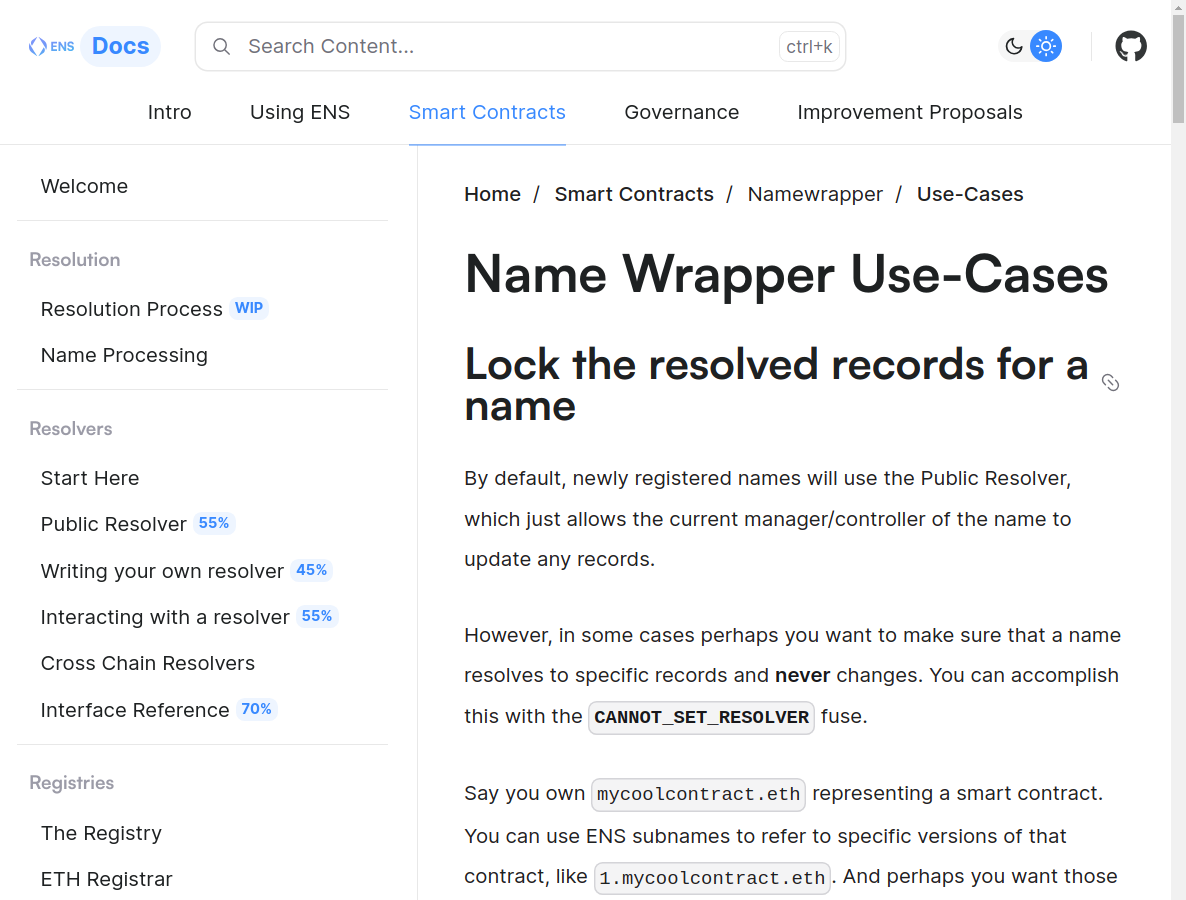 ENS Docs
Search Content...
ctrl+k
Intro
Using ENS
Smart Contracts
Governance
Improvement Proposals
Welcome
Resolution
Resolution Process WIP
Name Processing
Resolvers
Start Here
Public Resolver 55%
Writing your own resolver 45%
Interacting with a resolver 55%
Cross Chain Resolvers
Interface Reference 70%
Registries
The Registry
ETH Registrar
Home / Smart Contracts / Namewrapper / Use-Cases
Name Wrapper Use-Cases
Lock the resolved records for a
name
By default, newly registered names will use the Public Resolver,
which just allows the current manager/controller of the name to
update any records.
However, in some cases perhaps you want to make sure that a name
resolves to specific records and never changes. You can accomplish
this with the CANNOT_SET_RESOLVER fuse.
Say you own mycoolcontract.eth representing a smart contract.
You can use ENS subnames to refer to specific versions of that
contract, like 1.mycoolcontract.eth. And perhaps you want those